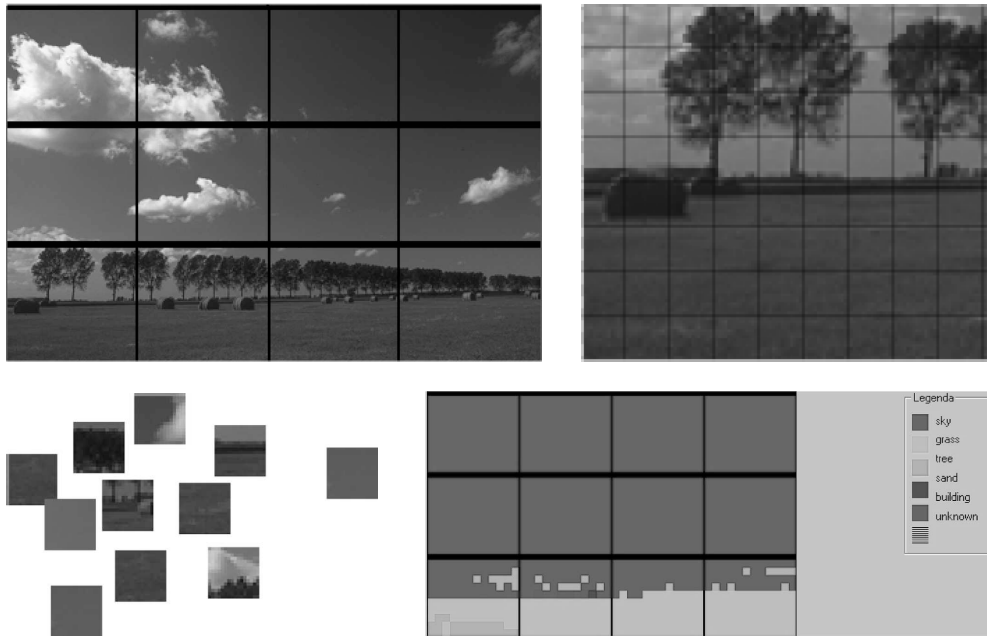 Legenda
sky
grass
tree
sand
building
unknown